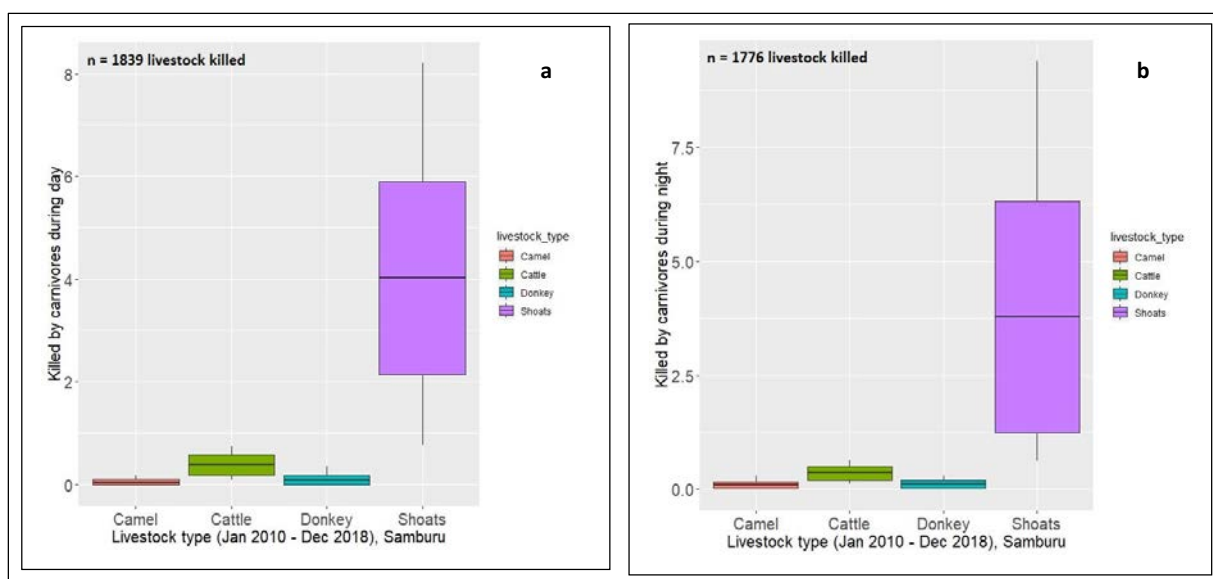 n = 1839 livestock killed
a
8
6
4
2
0
Killed by carnivores during day
Camel Cattle Donkey Shoats
Livestock type (Jan 2010 - Dec 2018), Samburu
livestock_type
Camel
Cattle
Donkey
Shoats
n = 1776 livestock killed
b
7.5
5.0
2.5
0.0
Killed by carnivores during night
Camel Cattle Donkey Shoats
Livestock type (Jan 2010 - Dec 2018), Samburu
livestock_type
Camel
Cattle
Donkey
Shoats